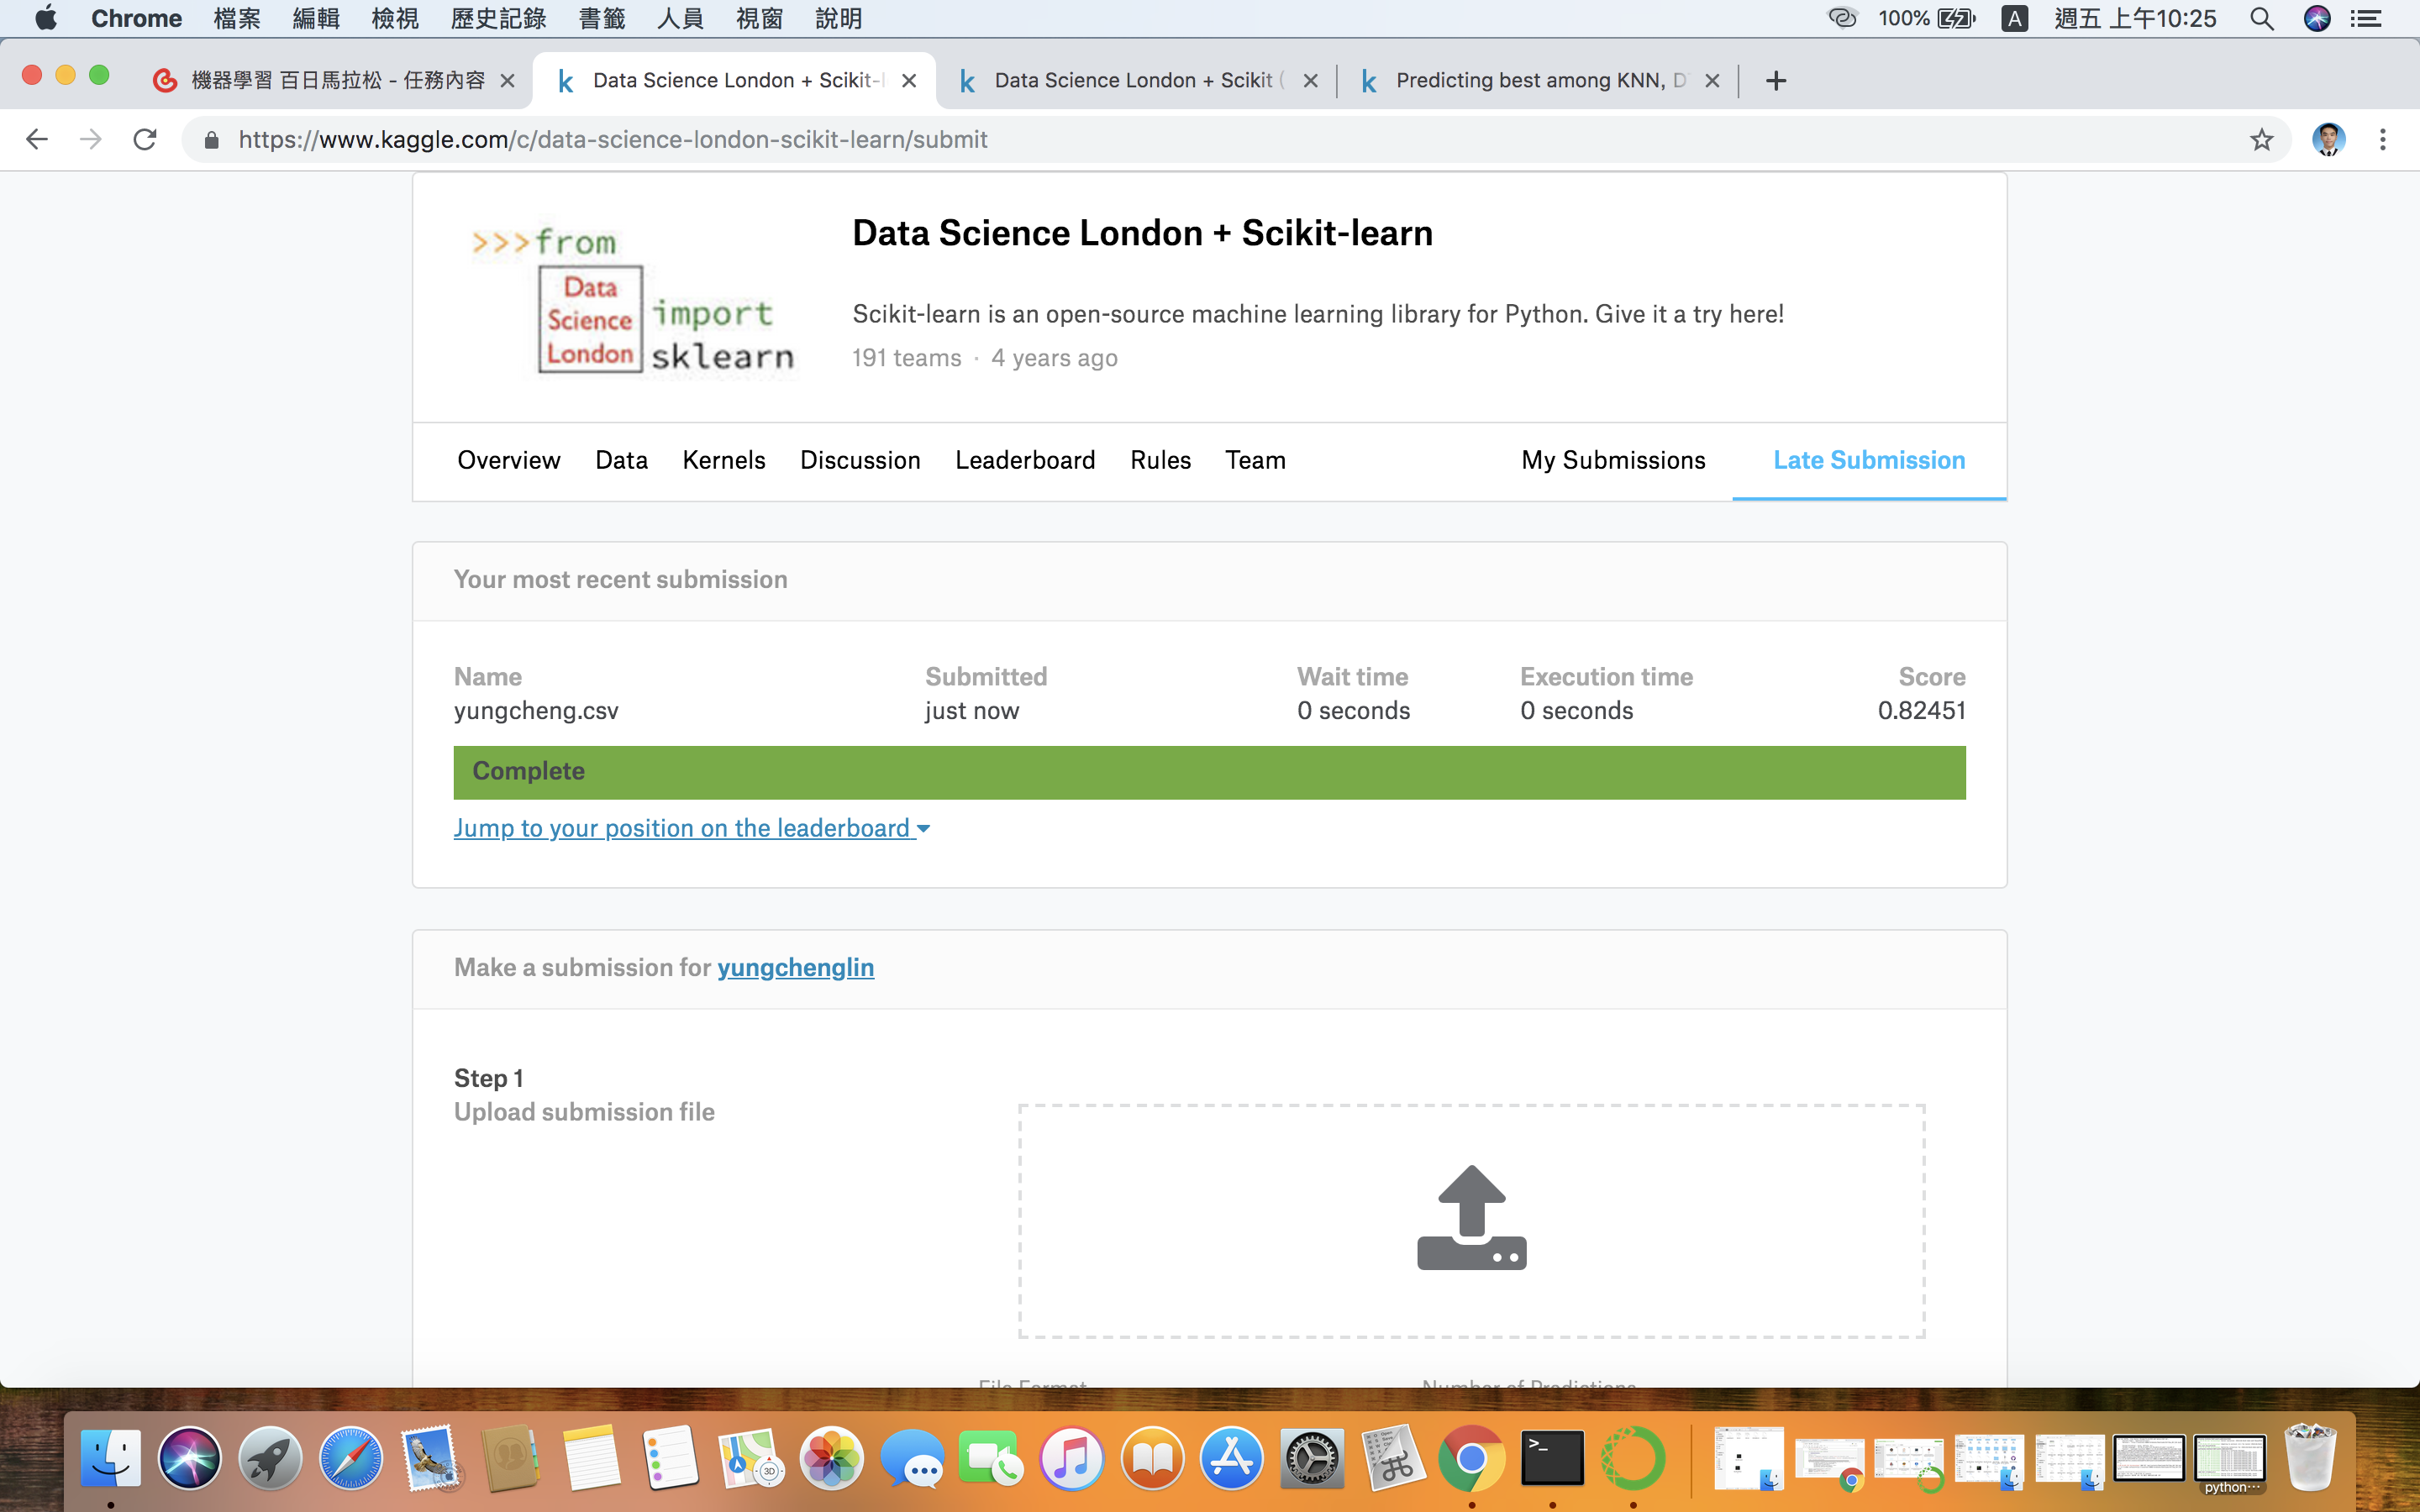 Chrome 檔案 編輯 檢視 歷史記錄 書籤 人員 視窗 說明 100% A 週五 上午10:25
機器學習 百日馬拉松 - 任務內容 Data Science London + Scikit-l Data Science London + Scikit ( Predicting best among KNN, D
https://www.kaggle.com/c/data-science-london-scikit-learn/submit
>>>from
Data
Science
London
import
sklearn
Data Science London + Scikit-learn
Scikit-learn is an open-source machine learning library for Python. Give it a try here!
191 teams · 4 years ago
Overview Data Kernels Discussion Leaderboard Rules Team My Submissions Late Submission
Your most recent submission
Name Submitted Wait time Execution time Score
yungcheng.csv just now 0 seconds 0 seconds 0.82451
Complete
Jump to your position on the leaderboard
Make a submission for yungchenglin
Step 1
Upload submission file
File Format Number of Predictions
3D
>_
python…